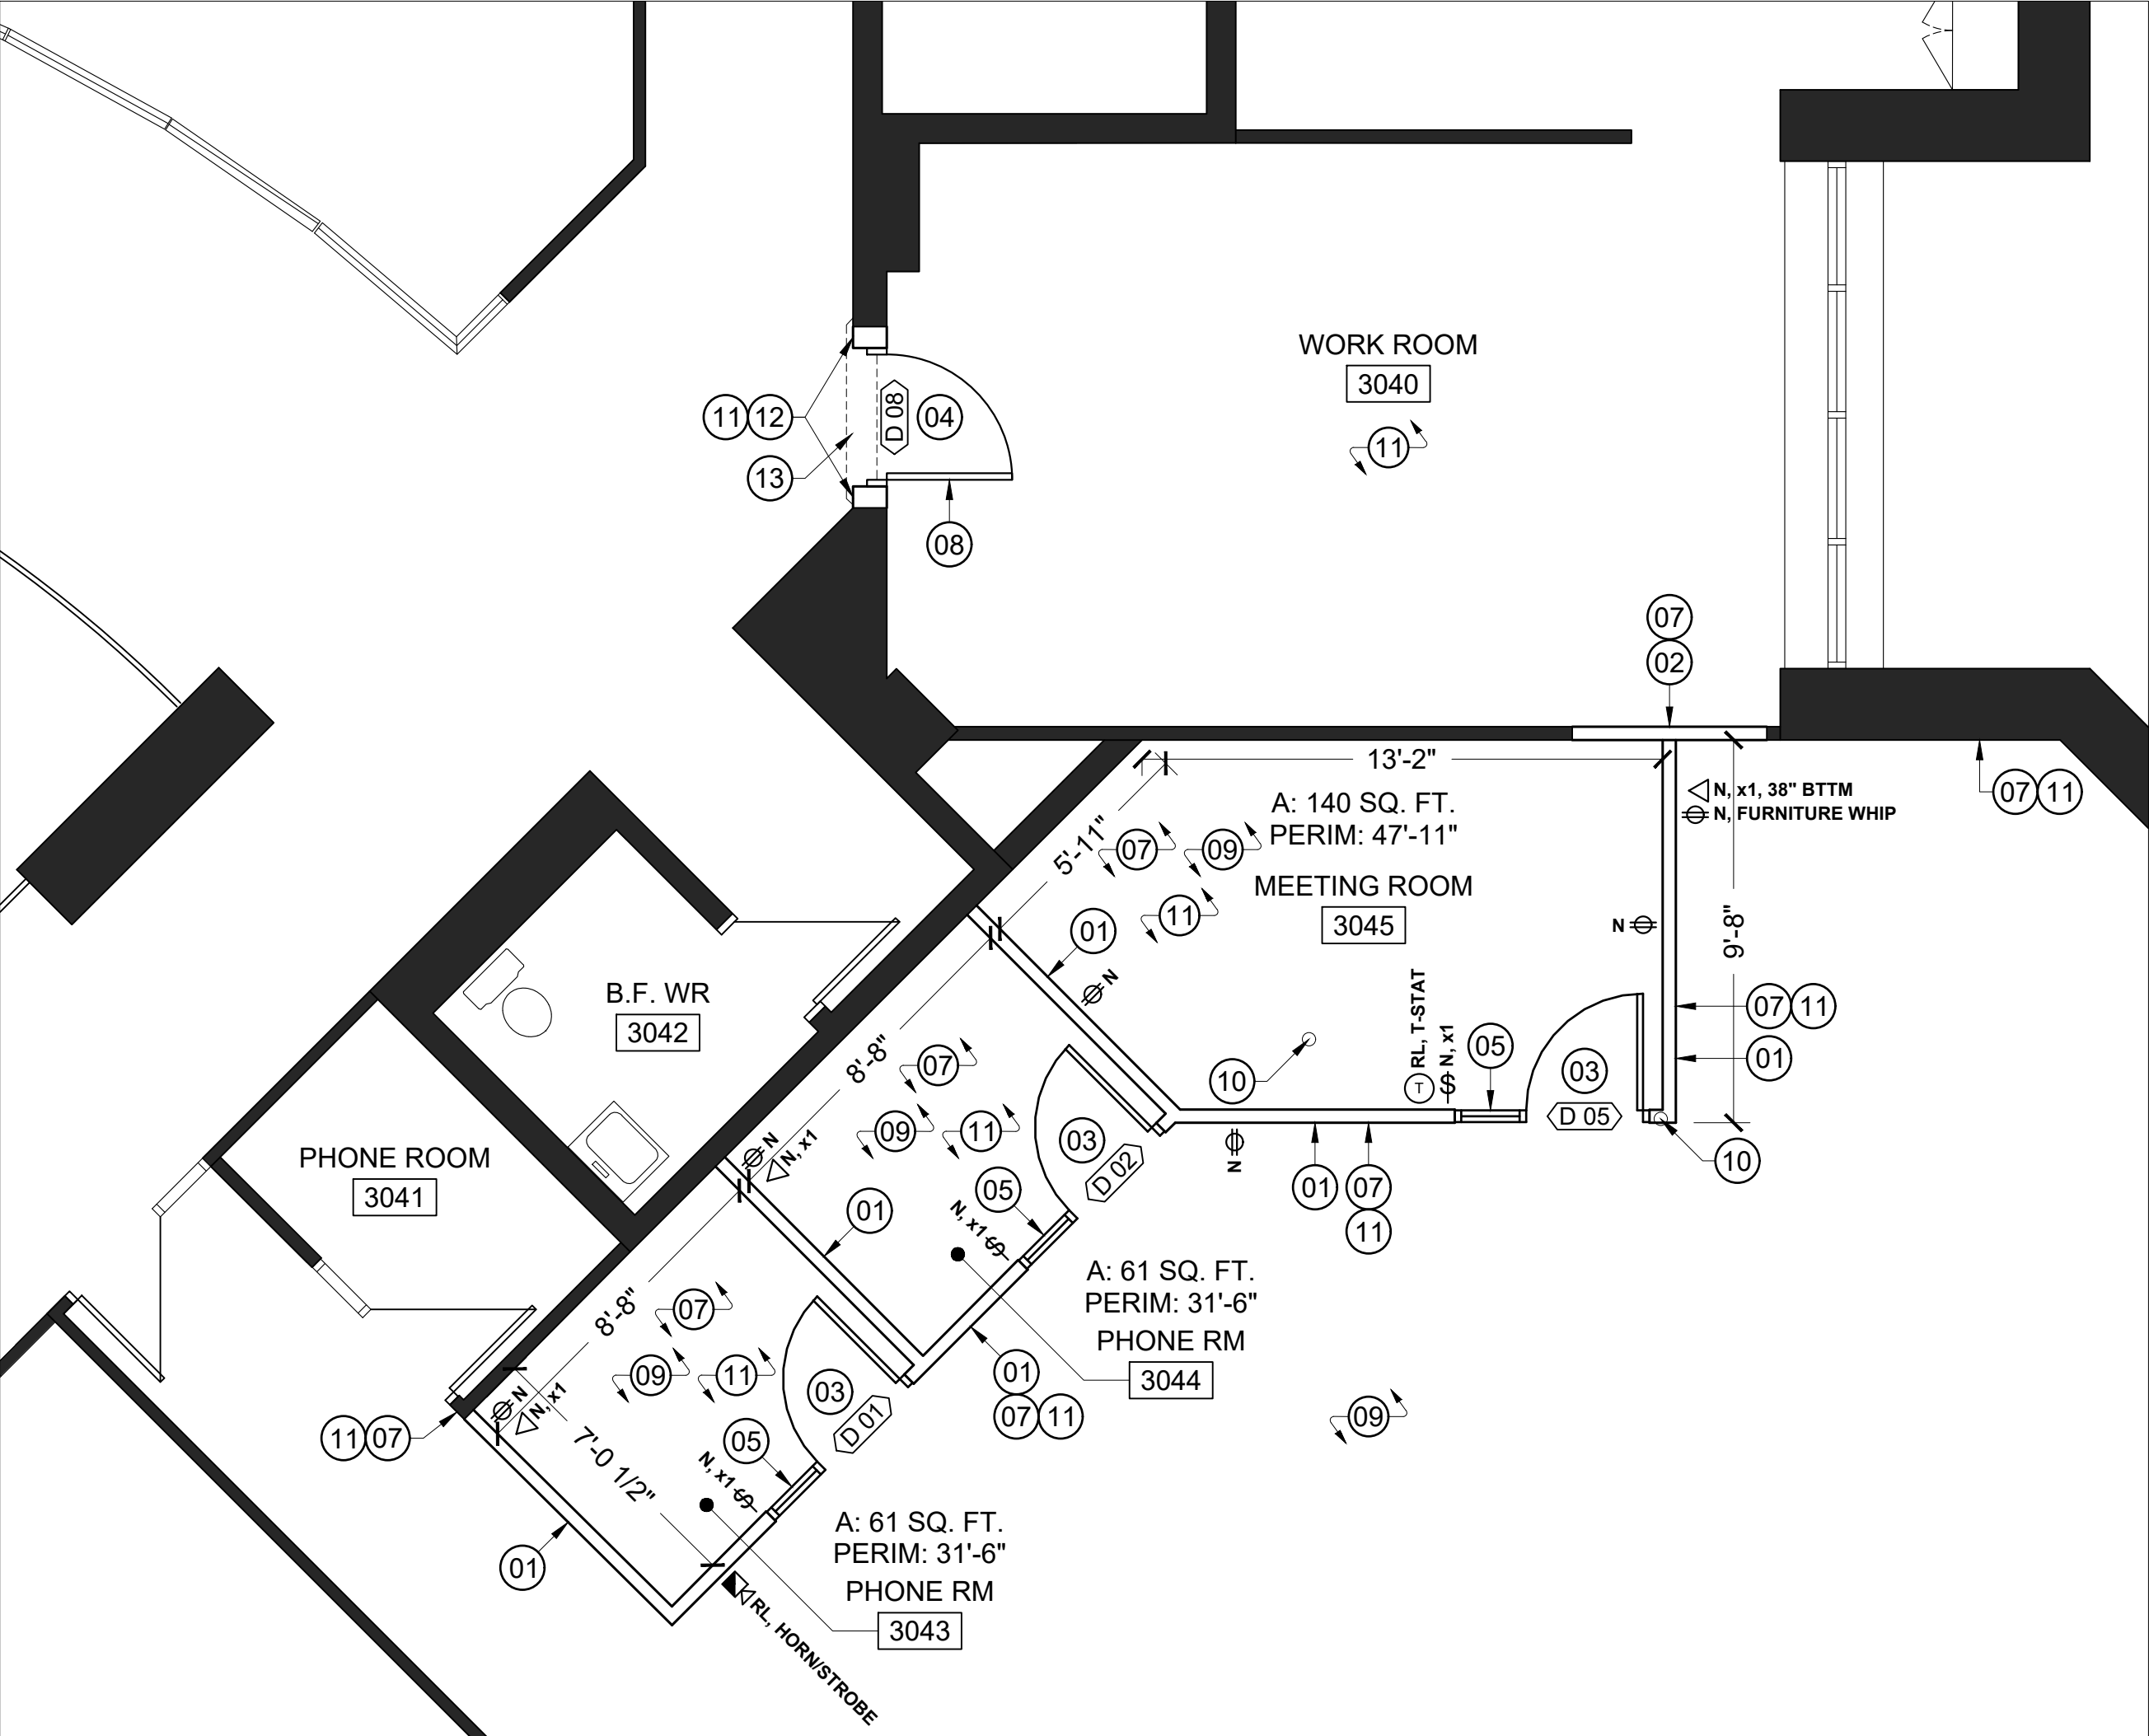 WORK ROOM
3040
11
11 12
13
D 08
04
08
07
02
13'-2"
A: 140 SQ. FT.
PERIM: 47'-11"
5'-11"
07
09
11
MEETING ROOM
3045
N, x1, 38" BTTM
N, FURNITURE WHIP
07 11
9'-8"
N
01
N
RL, T-STAT
T
N, x1
$
05
03
D 05
10
07 11
01
10
N
01
07
11
B.F. WR
3042
PHONE ROOM
3041
8'-8"
07
09
11
03
D 02
N
N, x1
01
05
N, x1
$
A: 61 SQ. FT.
PERIM: 31'-6"
PHONE RM
3044
01
07 11
8'-8"
07
09
11
03
D 01
11 07
N
N, x1
7'-0 1/2"
05
N, x1
$
01
A: 61 SQ. FT.
PERIM: 31'-6"
PHONE RM
3043
RL, HORN/STROBE
09